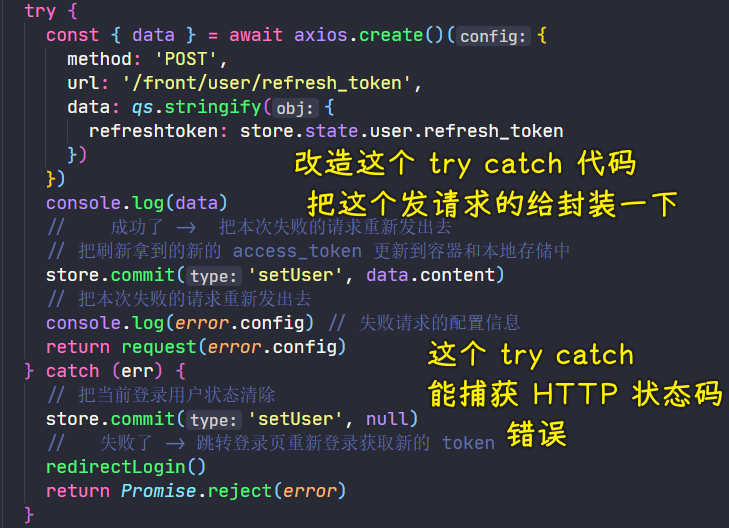 try {
const { data } = await axios.create()( config: {
method: 'POST',
url: '/front/user/refresh_token',
data: qs.stringify( obj: {
refreshtoken: store.state.user.refresh_token
})
改造这个 try catch 代码
})
把这个发请求的给封装一下
console.log(data)
// 成功了 -> 把本次失败的请求重新发出去
// 把刷新拿到的新的 access_token 更新到容器和本地存储中
store.commit( type: 'setUser', data.content)
// 把本次失败的请求重新发出去
console.log(error.config) // 失败请求的配置信息
return request(error.config)
这个 try catch
} catch (err) {
能捕获 HTTP 状态码
// 把当前登录用户状态清除
store.commit( type: 'setUser', null)
错误
// 失败了 -> 跳转登录页重新登录获取新的 token
redirectLogin()
return Promise.reject(error)
}